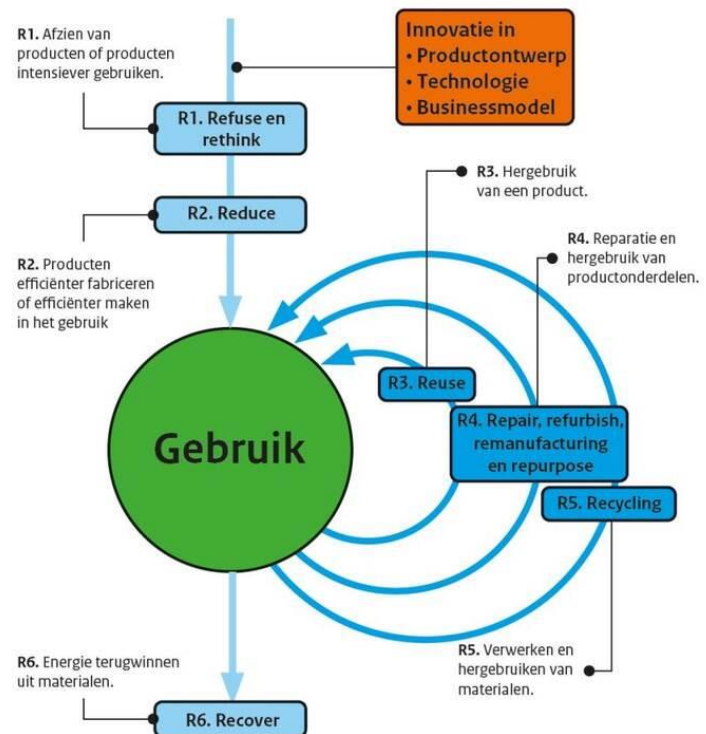 R1. Afzien van
producten of producten
intensiever gebruiken.
Innovatie in
• Productontwerp
• Technologie
• Businessmodel
R1. Refuse en
rethink
R2. Reduce
R3. Hergebruik
van een product.
R4. Reparatie en
hergebruik van
productonderdelen.
R2. Producten
efficiënter fabriceren
of efficiënter maken
in het gebruik
R3. Reuse
Gebruik
R4. Repair, refurbish,
remanufacturing
en repurpose
R5. Recycling
R5. Verwerken en
hergebruiken van
materialen.
R6. Energie terugwinnen
uit materialen.
R6. Recover